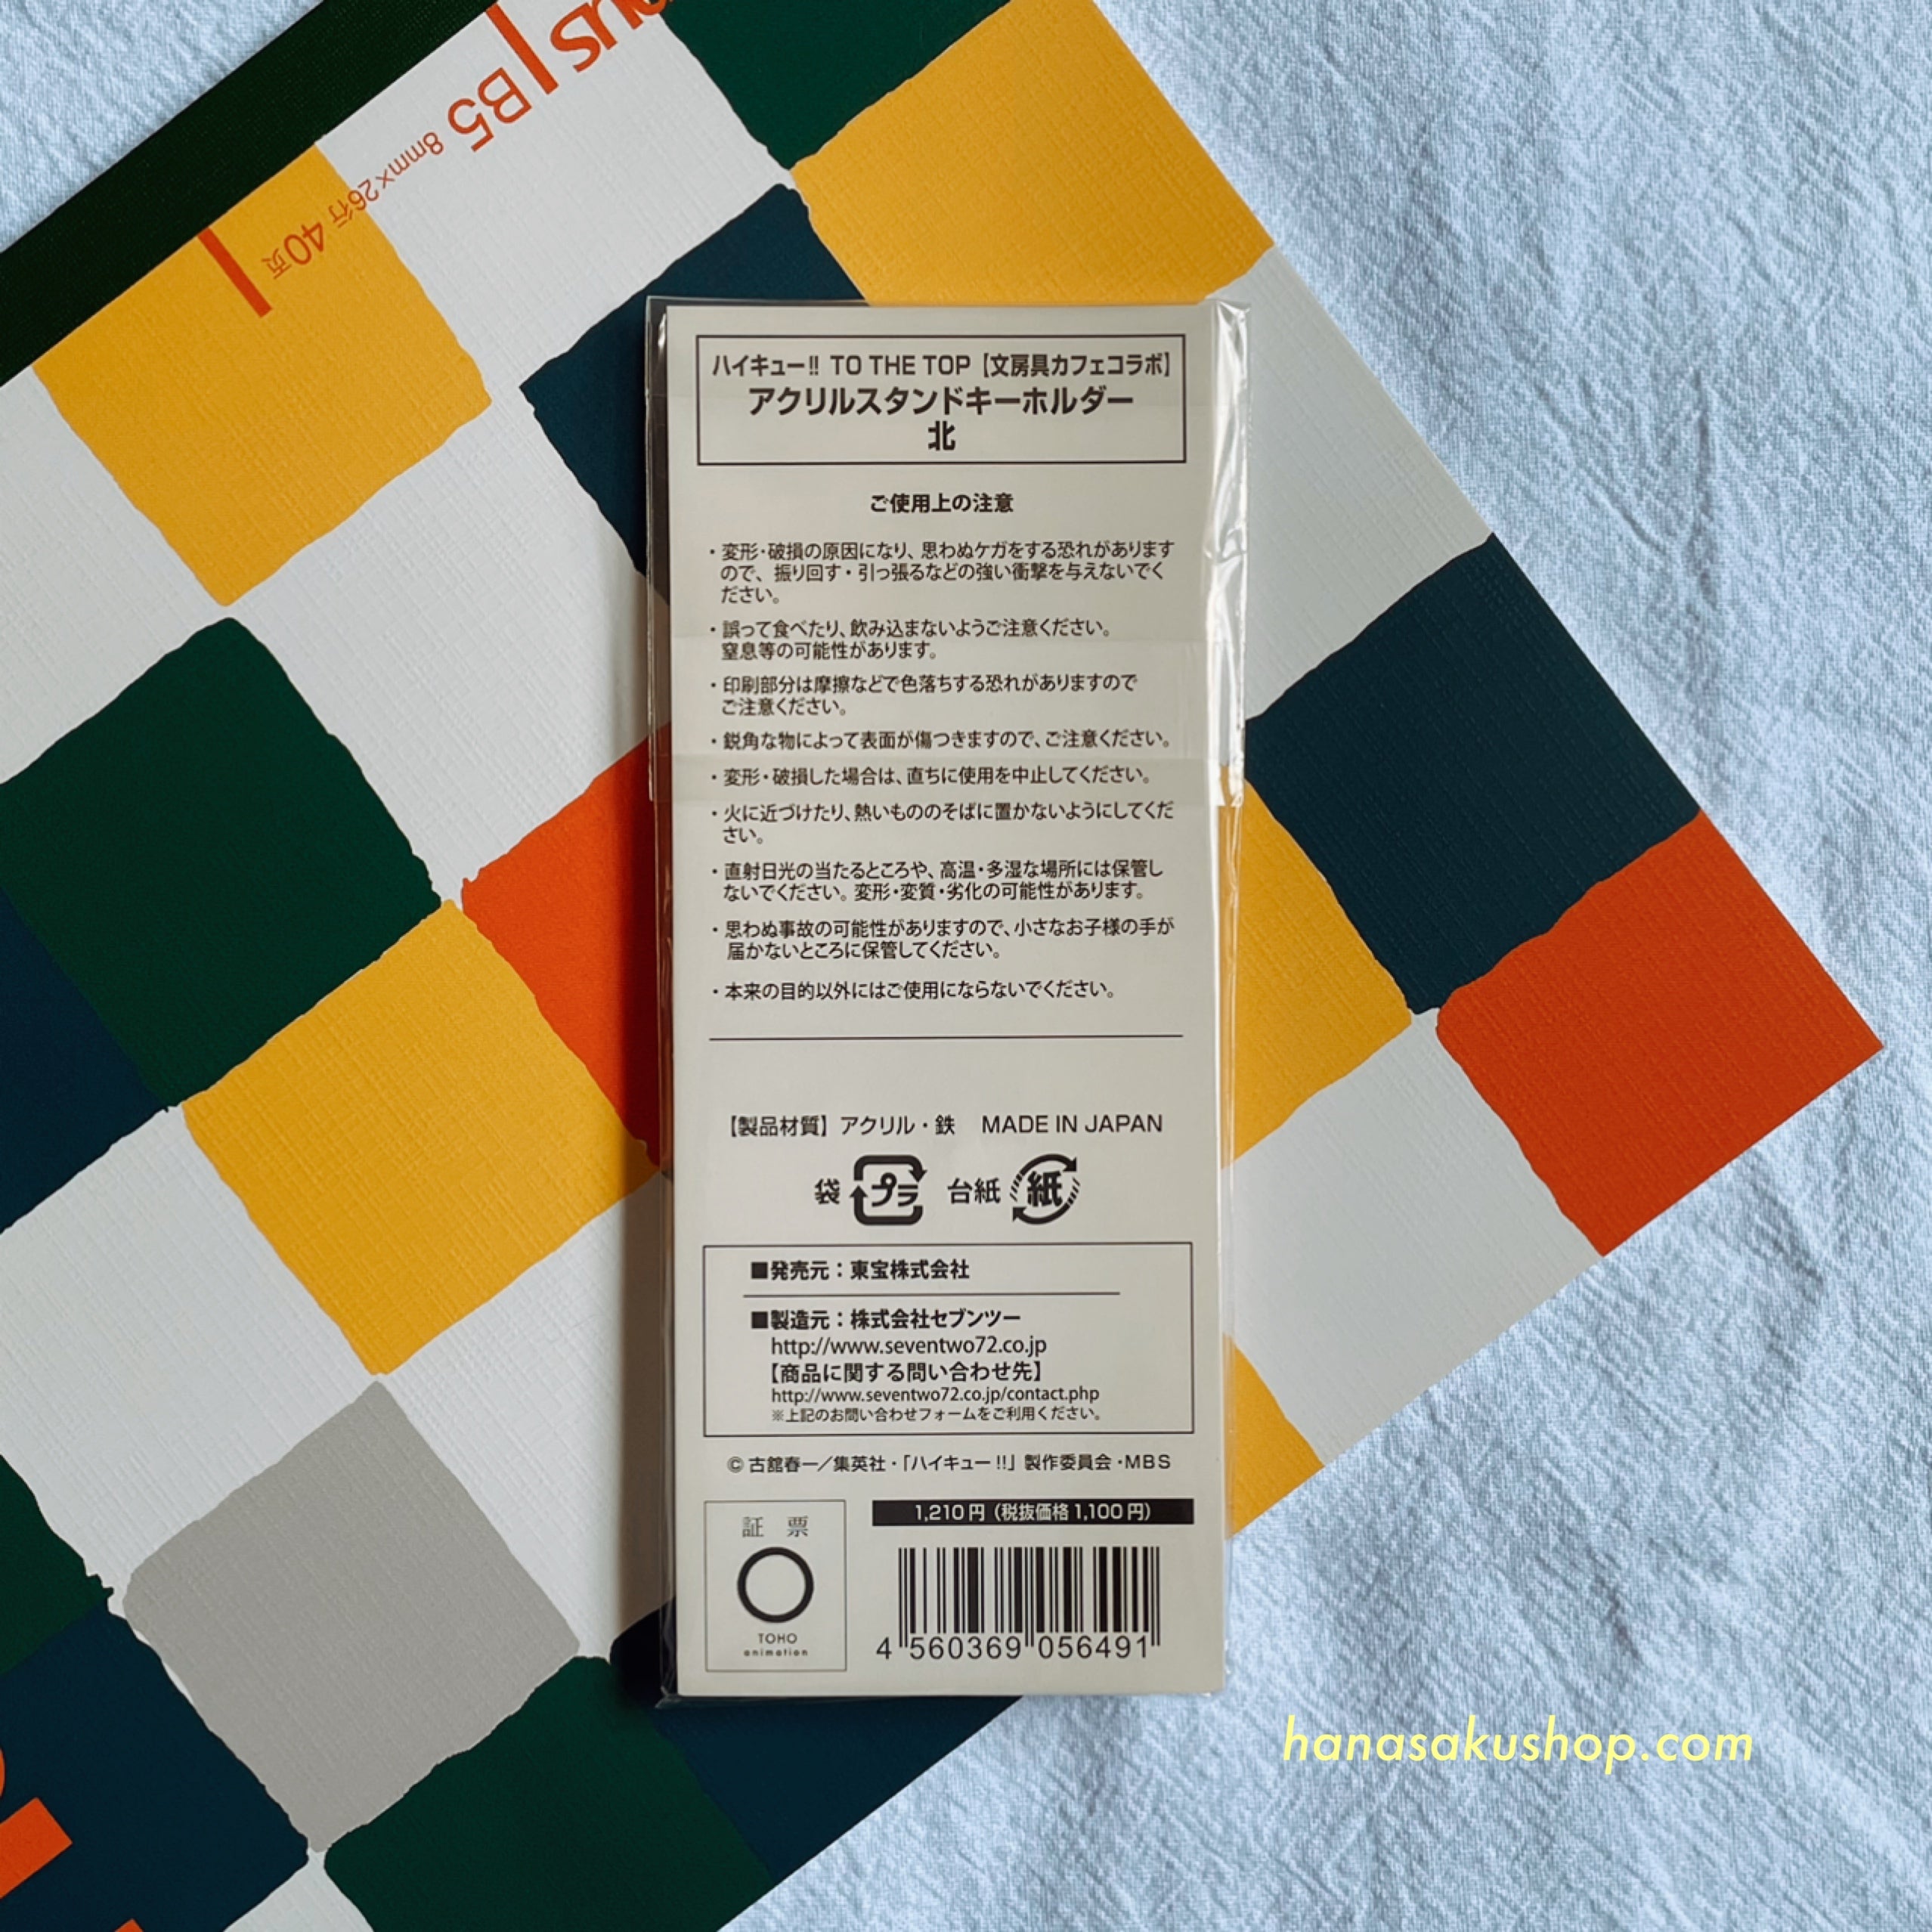 B5
8mm×26行
40页
ハイキュー!! TO THE TOP【文房具カフェコラボ】
アクリルスタンドキーホルダー
北
ご使用上の注意
・変形・破損の原因になり、思わぬケガをする恐れがあります
ので、振り回す・引っ張るなどの強い衝撃を与えないでく
ださい。
・誤って食べたり、飲み込まないようご注意ください。
窒息等の可能性があります。
・印刷部分は摩擦などで色落ちする恐れがありますので
ご注意ください。
・鋭角な物によって表面が傷つきますので、ご注意ください。
・変形・破損した場合は、直ちに使用を中止してください。
・火に近づけたり、熱いもののそばに置かないようにしてくだ
さい。
・直射日光の当たるところや、高温・多湿な場所には保管し
ないでください。変形・変質・劣化の可能性があります。
・思わぬ事故の可能性がありますので、小さなお子様の手が
届かないところに保管してください。
・本来の目的以外にはご使用にならないでください。
【製品材質】アクリル・鉄 MADE IN JAPAN
袋 プラ 台紙 紙
■発売元：東宝株式会社
■製造元：株式会社セブンツー
http://www.seventwo72.co.jp
【商品に関する問い合わせ先】
http://www.seventwo72.co.jp/contact.php
※上記のお問い合わせフォームをご利用ください。
© 古舘春一／集英社・「ハイキュー!!」製作委員会・MBS
1,210円（税抜価格1,100円）
証票
TOHO
animation
4 560369 056491
hanasakushop.com